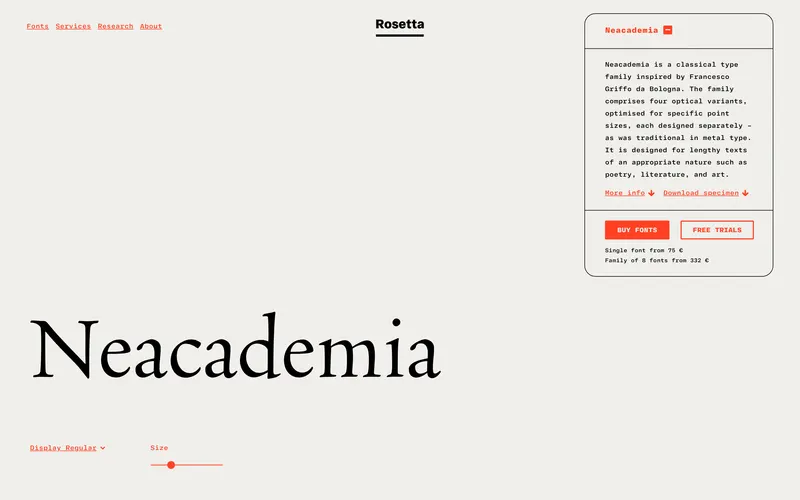 Fonts Services Research About
Rosetta
Neacademia
Neacademia is a classical type
family inspired by Francesco
Griffo da Bologna. The family
comprises four optical variants,
optimised for specific point
sizes, each designed separately –
as was traditional in metal type.
It is designed for lengthy texts
of an appropriate nature such as
poetry, literature, and art.
More info ↓ Download specimen ↓
BUY FONTS FREE TRIALS
Single font from 75 €
Family of 8 fonts from 332 €
Neacademia
Display Regular
Size